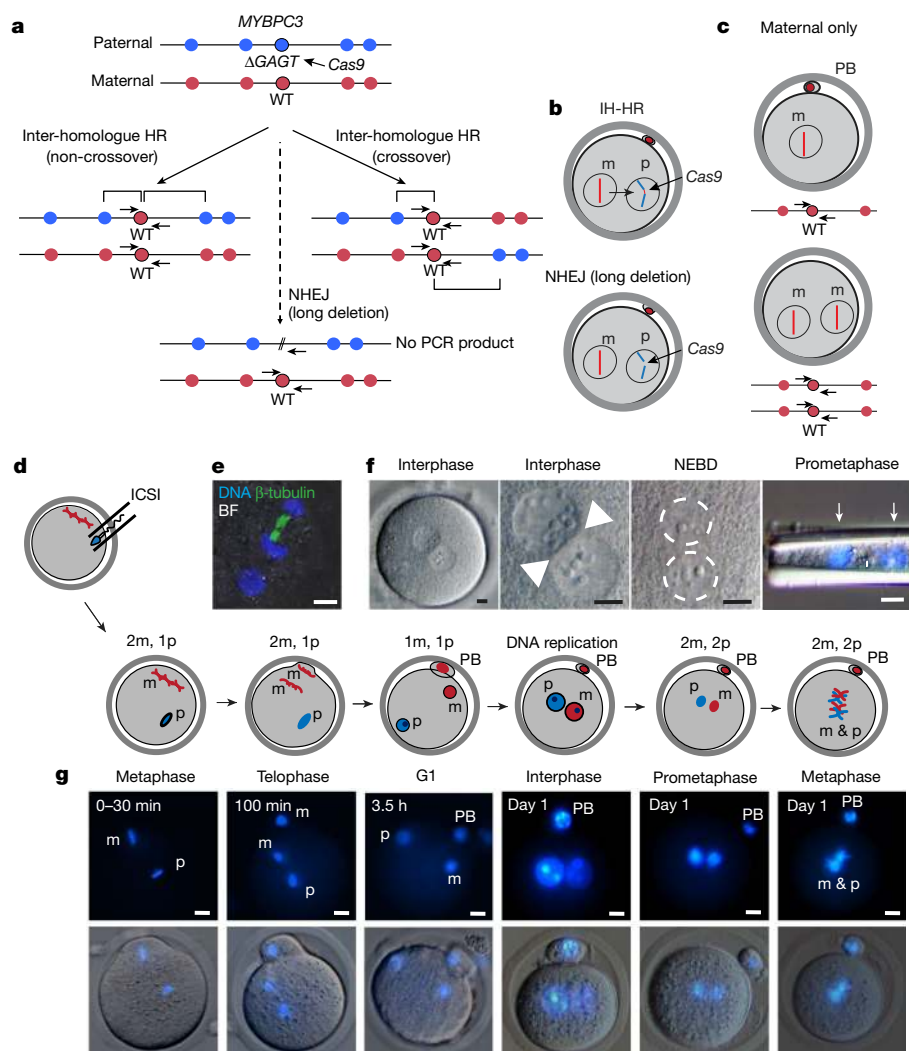 a
MYBPC3
Paternal
ΔGAGT
Cas9
Maternal
WT
Inter-homologue HR
(non-crossover)
Inter-homologue HR
(crossover)
WT
WT
WT
WT
NHEJ
(long deletion)
No PCR product
WT
b
IH-HR
m
p
Cas9
NHEJ (long deletion)
m
p
Cas9
c
Maternal only
PB
m
WT
m
m
WT
d
ICSI
e
DNA β-tubulin
BF
f
Interphase
Interphase
NEBD
Prometaphase
2m, 1p
2m, 1p
1m, 1p
DNA replication
2m, 2p
2m, 2p
m
p
m
m
p
PB
p
m
PB
p
m
PB
p
m
PB
m & p
g
Metaphase
Telophase
G1
Interphase
Prometaphase
Metaphase
0–30 min
m
p
100 min
m
m
p
3.5 h
PB
p
m
Day 1
PB
Day 1
PB
Day 1
PB
m & p